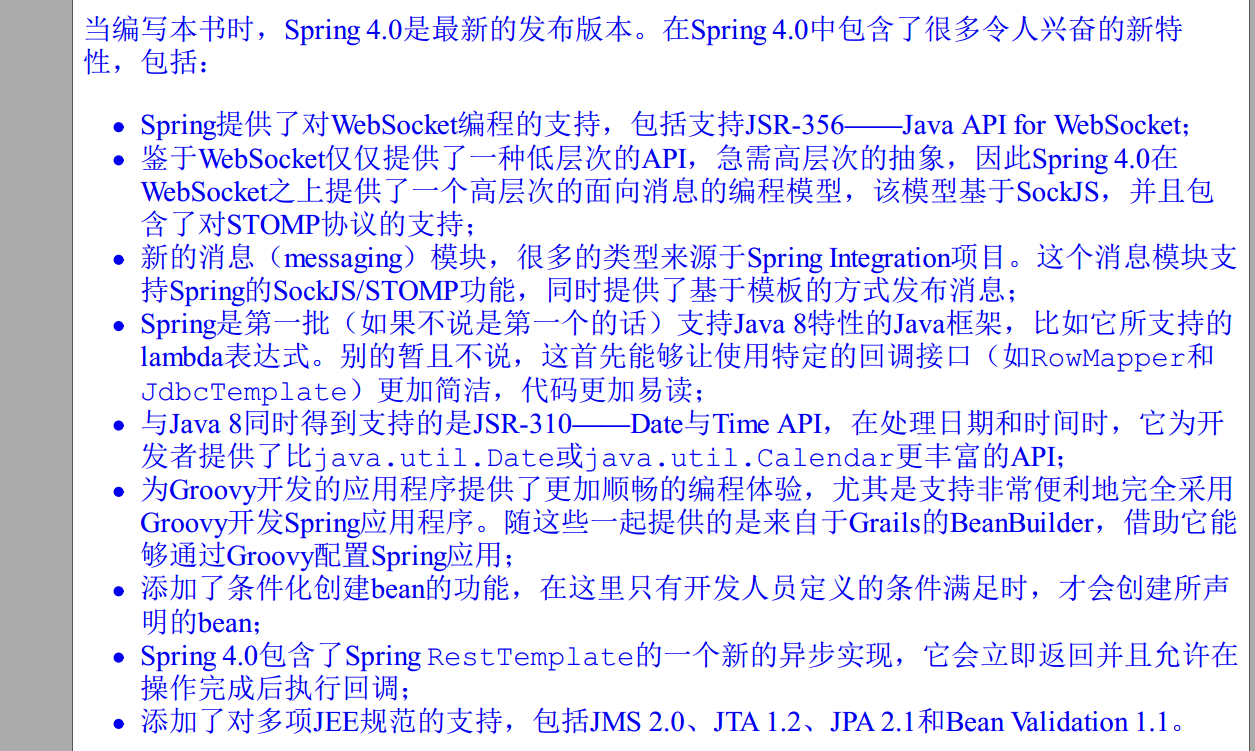 当编写本书时，Spring 4.0是最新的发布版本。在Spring 4.0中包含了很多令人兴奋的新特
性，包括：
• Spring提供了对WebSocket编程的支持，包括支持JSR-356——Java API for WebSocket；
• 鉴于WebSocket仅仅提供了一种低层次的API，急需高层次的抽象，因此Spring 4.0在
WebSocket之上提供了一个高层次的面向消息的编程模型，该模型基于SockJS，并且包
含了对STOMP协议的支持；
• 新的消息（messaging）模块，很多的类型来源于Spring Integration项目。这个消息模块支
持Spring的SockJS/STOMP功能，同时提供了基于模板的方式发布消息；
• Spring是第一批（如果不说是第一个的话）支持Java 8特性的Java框架，比如它所支持的
lambda表达式。别的暂且不说，这首先能够让使用特定的回调接口（如RowMapper和
JdbcTemplate）更加简洁，代码更加易读；
• 与Java 8同时得到支持的是JSR-310——Date与Time API，在处理日期和时间时，它为开
发者提供了比java.util.Date或java.util.Calendar更丰富的API；
• 为Groovy开发的应用程序提供了更加顺畅的编程体验，尤其是支持非常便利地完全采用
Groovy开发Spring应用程序。随这些一起提供的是来自于Grails的BeanBuilder，借助它能
够通过Groovy配置Spring应用；
• 添加了条件化创建bean的功能，在这里只有开发人员定义的条件满足时，才会创建所声
明的bean；
• Spring 4.0包含了Spring RestTemplate的一个新的异步实现，它会立即返回并且允许在
操作完成后执行回调；
• 添加了对多项JEE规范的支持，包括JMS 2.0、JTA 1.2、JPA 2.1和Bean Validation 1.1。